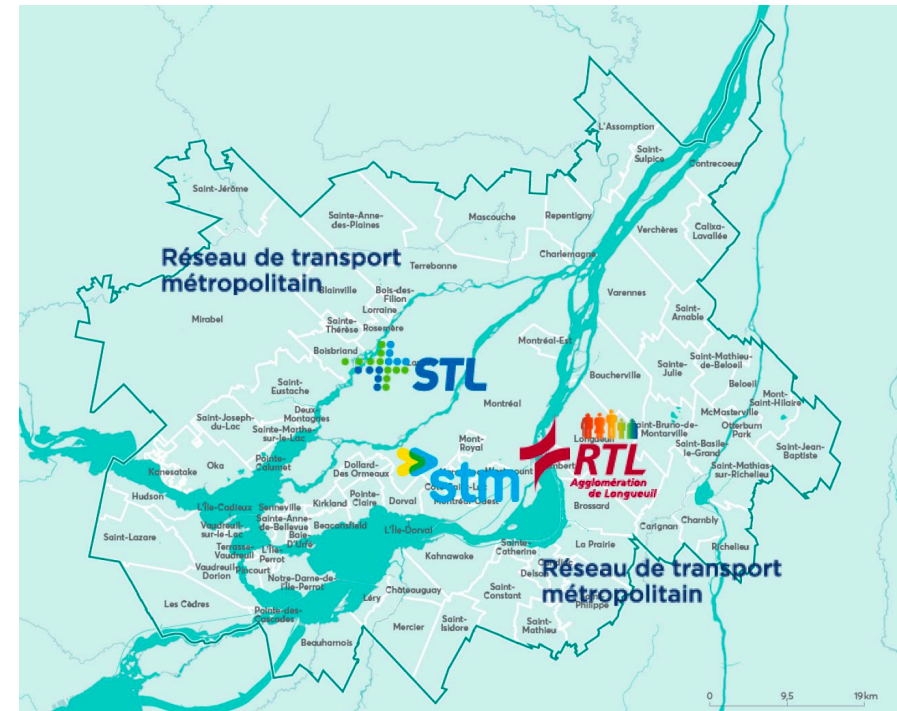 L'Assomption
Saint-
Sulpice
Contrecoeur
Saint-Jérôme
Sainte-Anne-
des-Plaines
Mascouche
Repentigny
Verchères
Calixa-
Lavallée
Réseau de transport
métropolitain
Charlemagne
Terrebonne
Blainville
Bois-des-
Filion
Lorraine
Varennes
Saint-
Amable
Mirabel
Sainte-
Thérèse
Rosemère
Boisbriand
Montréal-Est
STL
Boucherville
Sainte-
Julie
Saint-Mathieu-
de-Beloeil
Beloeil
Mont-
Saint-Hilaire
Saint-
Eustache
Deux-
Montagnes
Montréal
McMasterville
Otterburn
Park
Saint-Joseph-
du-Lac
Sainte-Marthe-
sur-le-Lac
Saint-Bruno-de-
Montarville
Saint-Basile-
le-Grand
Saint-Jean-
Baptiste
Mont-
Royal
Longueuil
RTL
Agglomération
de Longueuil
Saint-Mathias-
sur-Richelieu
Kanesatake
Oka
Pointe-
Calumet
Dollard-
Des Ormeaux
stm
Westmount
Hudson
L'Île-Cadieux
Senneville
Kirkland
Pointe-
Claire
Dorval
Montréal-Ouest
Brossard
Carignan
Chambly
Vaudreuil-
sur-le-Lac
Sainte-Anne-
de-Bellevue
Baie-
D'Urfé
Beaconsfield
L'Île-Dorval
Saint-Lazare
Terrasse-
Vaudreuil
L'Île-
Perrot
Kahnawake
Sainte-
Catherine
La Prairie
Richelieu
Vaudreuil-
Dorion
Pincourt
Notre-Dame-de-
l'Île-Perrot
Châteauguay
Léry
Saint-
Constant
Delson
Réseau de transport
métropolitain
Philippe
Les Cèdres
Pointe-des-
Cascades
Beauharnois
Mercier
Saint-
Isidore
Saint-
Mathieu
0 9,5 19km